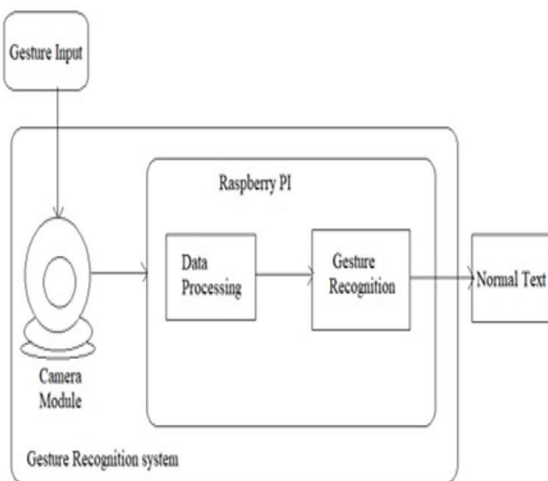 Gesture Input
Raspberry PI
Data
Processing
Gesture
Recognition
Normal Text
Camera
Module
Gesture Recognition system